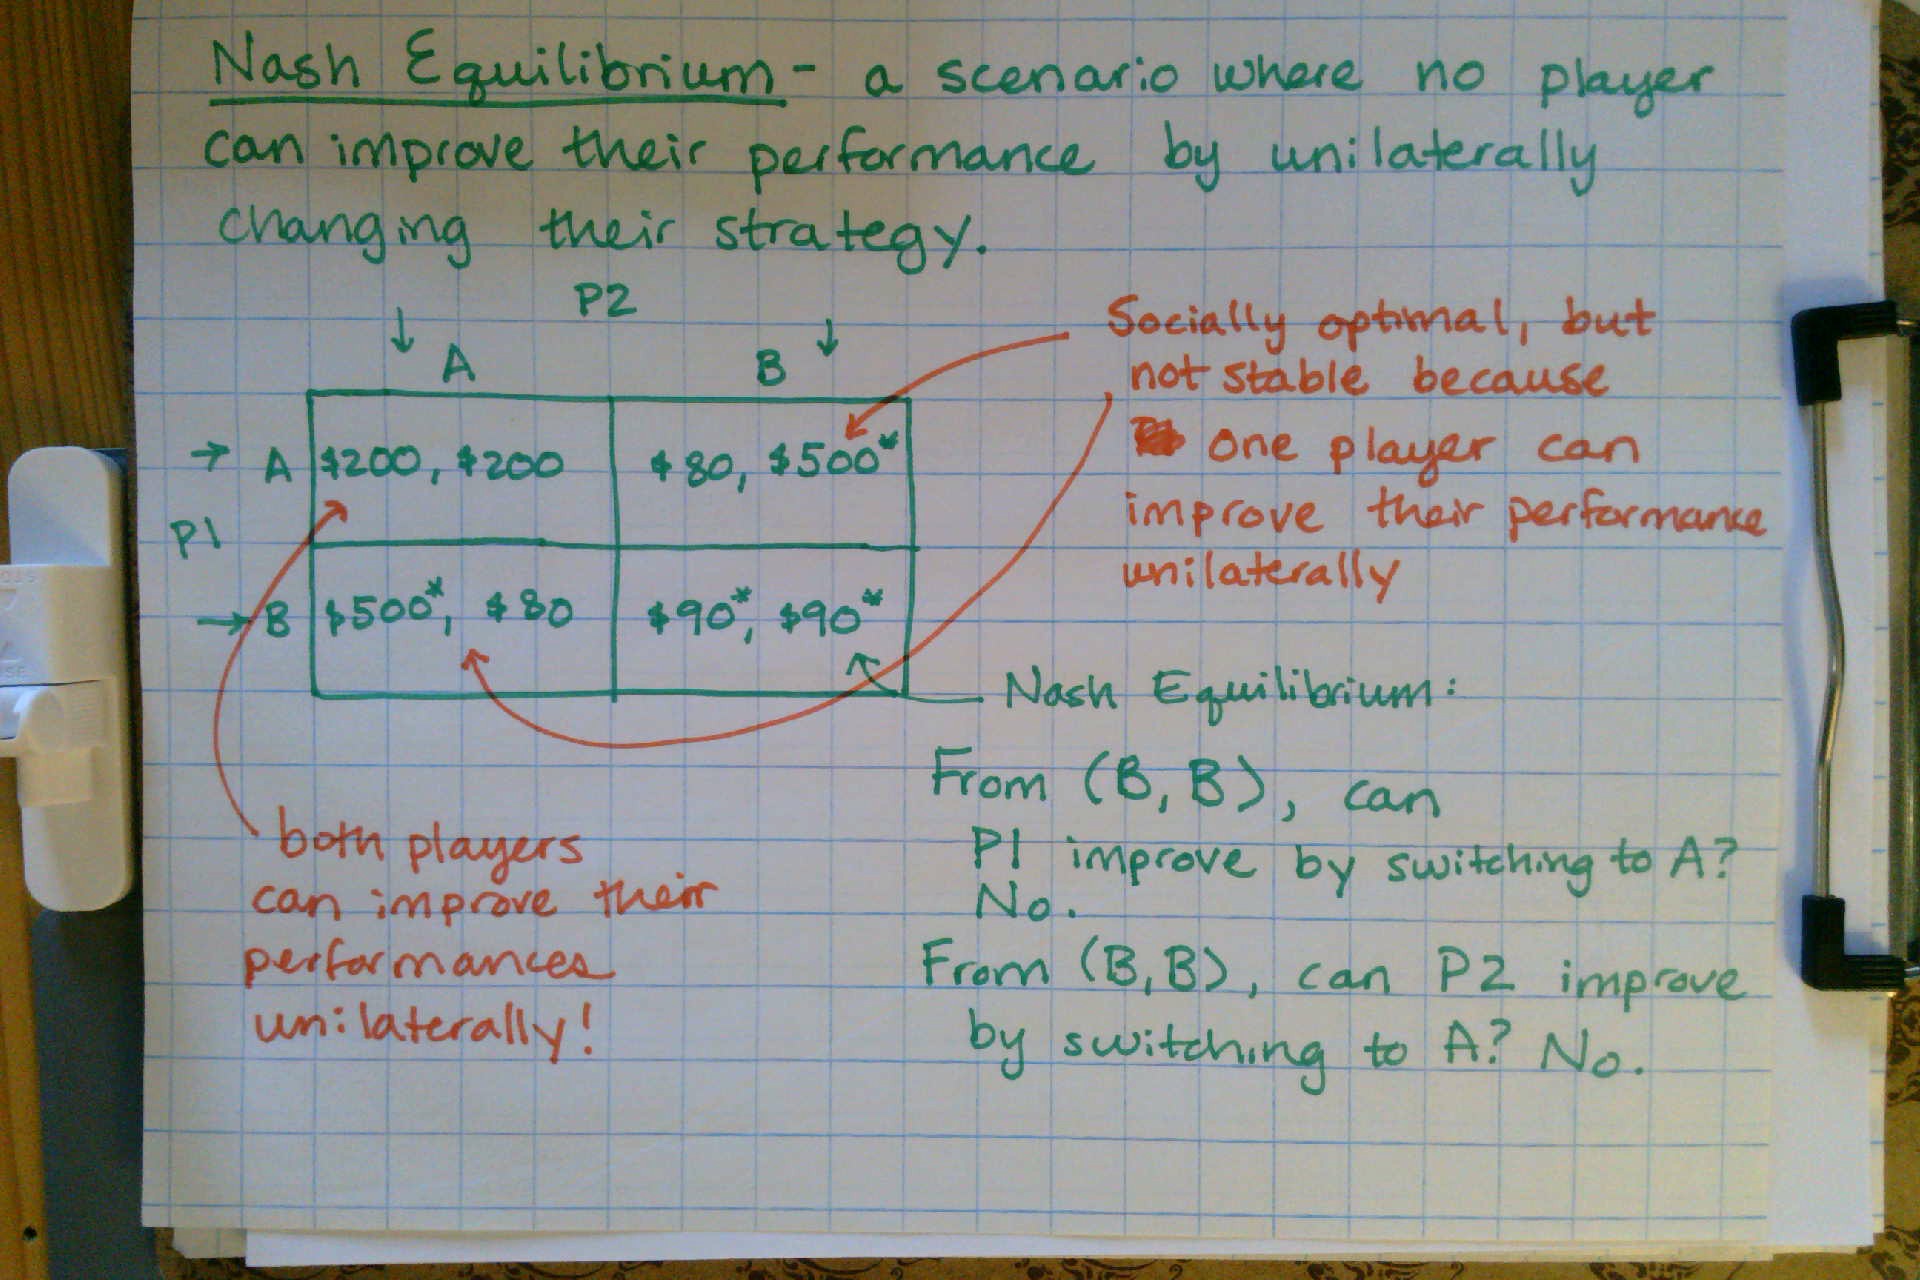 Nash Equilibrium - a scenario where no player
can improve their performance by unilaterally
changing their strategy.
P2
A B
A $200, $200 $80, $500*
P1
B $500*, $80 $90*, $90*
Socially optimal, but
not stable because
one player can
improve their performance
unilaterally
Nash Equilibrium:
From (B, B), can
P1 improve by switching to A?
No.
From (B,B), can P2 improve
by switching to A? No.
both players
can improve their
performances
unilaterally!